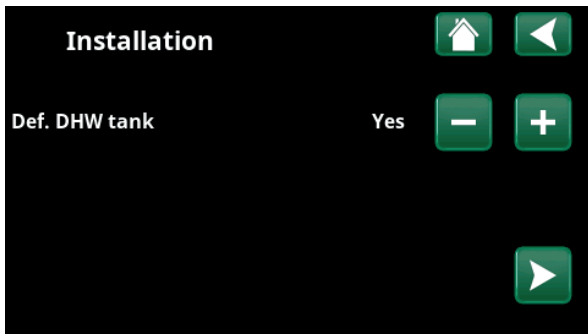 Installation
Def. DHW tank Yes